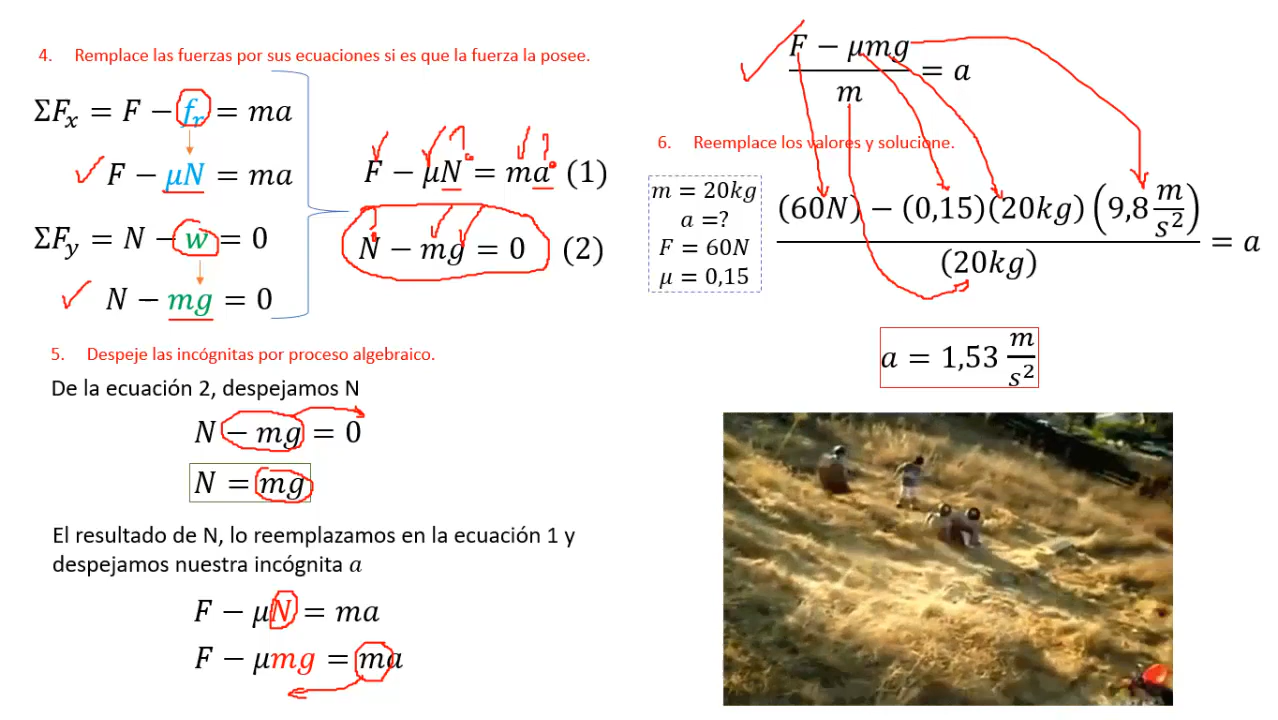 4. Remplace las fuerzas por sus ecuaciones si es que la fuerza la posee.
ΣFₓ = F − fᵣ = ma
F − μN = ma
ΣFᵧ = N − w = 0
N − mg = 0
F − μN = ma (1)
N − mg = 0 (2)
5. Despeje las incógnitas por proceso algebraico.
De la ecuación 2, despejamos N
N − mg = 0
N = mg
El resultado de N, lo reemplazamos en la ecuación 1 y
despejamos nuestra incógnita a
F − μN = ma
F − μmg = ma
F − μmg
= a
m
6. Reemplace los valores y solucione.
m = 20kg
a =?
F = 60N
μ = 0,15
(60N) − (0,15)(20kg)(9,8 m/s²)
= a
(20kg)
a = 1,53 m/s²